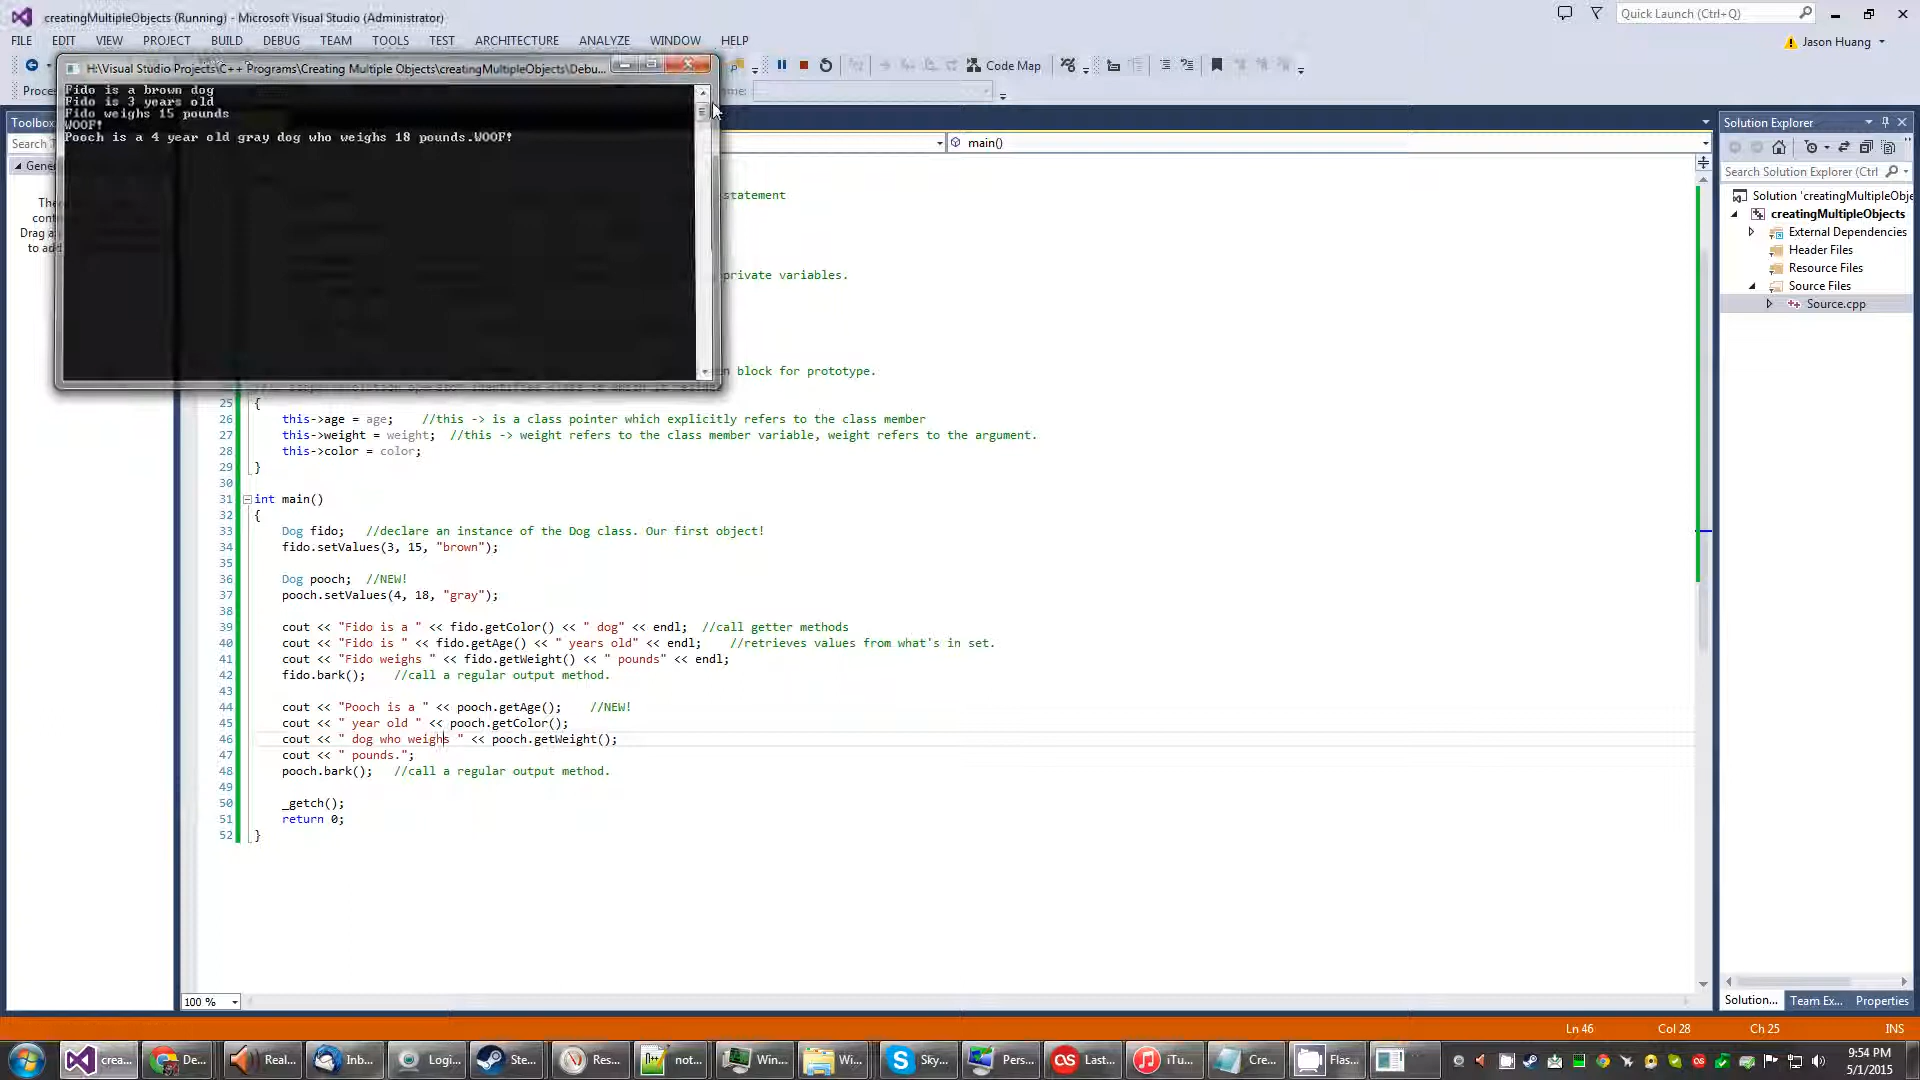 creatingMultipleObjects (Running) - Microsoft Visual Studio (Administrator)
Quick Launch (Ctrl+Q)
FILE EDIT VIEW PROJECT BUILD DEBUG TEAM TOOLS TEST ARCHITECTURE ANALYZE WINDOW HELP
Jason Huang
H:\Visual Studio Projects\C++ Programs\Creating Multiple Objects\creatingMultipleObjects\Debu...
Code Map
Fido is a brown dog
Fido is 3 years old
Fido weighs 15 pounds
WOOF!
Pooch is a 4 year old gray dog who weighs 18 pounds.WOOF!
Proces
me:
Toolbox
Search T
Gene
The
cont
Drag a
to add
main()
statement
private variables.
n block for prototype.
25 {
26 this->age = age; //this -> is a class pointer which explicitly refers to the class member
27 this->weight = weight; //this -> weight refers to the class member variable, weight refers to the argument.
28 this->color = color;
29 }
30
31 int main()
32 {
33 Dog fido; //declare an instance of the Dog class. Our first object!
34 fido.setValues(3, 15, "brown");
35
36 Dog pooch; //NEW!
37 pooch.setValues(4, 18, "gray");
38
39 cout << "Fido is a " << fido.getColor() << " dog" << endl; //call getter methods
40 cout << "Fido is " << fido.getAge() << " years old" << endl; //retrieves values from what's in set.
41 cout << "Fido weighs " << fido.getWeight() << " pounds" << endl;
42 fido.bark(); //call a regular output method.
43
44 cout << "Pooch is a " << pooch.getAge(); //NEW!
45 cout << " year old " << pooch.getColor();
46 cout << " dog who weighs " << pooch.getWeight();
47 cout << " pounds.";
48 pooch.bark(); //call a regular output method.
49
50 _getch();
51 return 0;
52 }
100 %
Solution Explorer
Search Solution Explorer (Ctrl
Solution 'creatingMultipleObje
creatingMultipleObjects
External Dependencies
Header Files
Resource Files
Source Files
Source.cpp
Solution... Team Ex... Properties
Ln 46 Col 28 Ch 25 INS
crea... De... Real... Inb... Logi... Ste... Res... not... Win... Wi... Sky... Pers... Last... iTu... Cre... Flas...
9:54 PM
5/1/2015